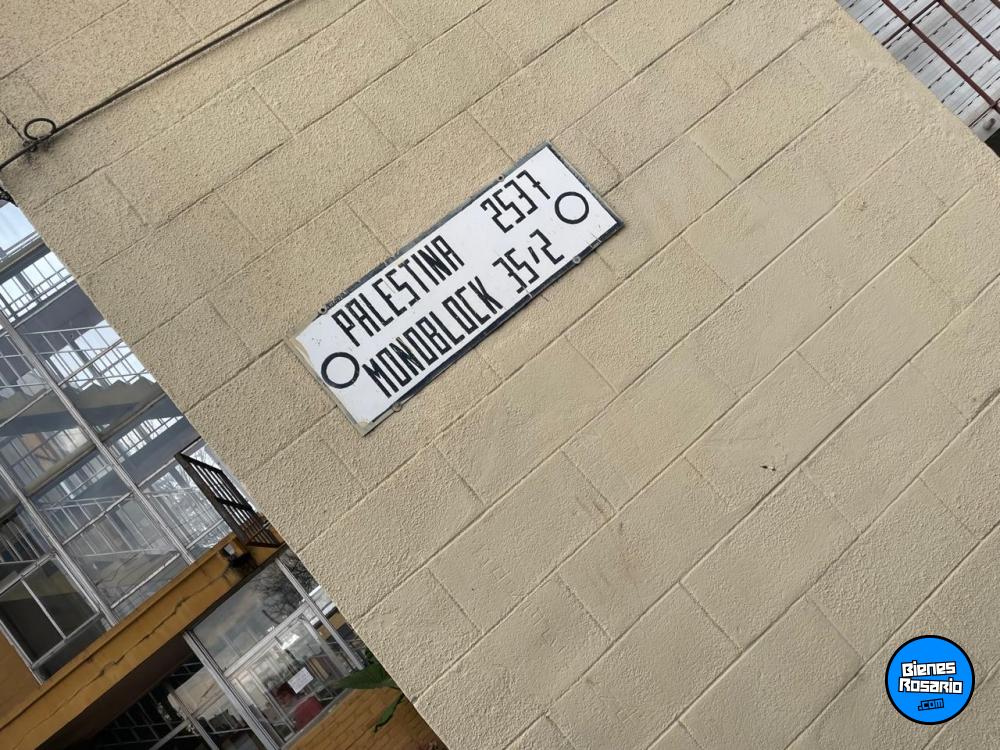 PALESTINA 2537
MONOBLOCK 35/2
Bienes
Rosario
.com